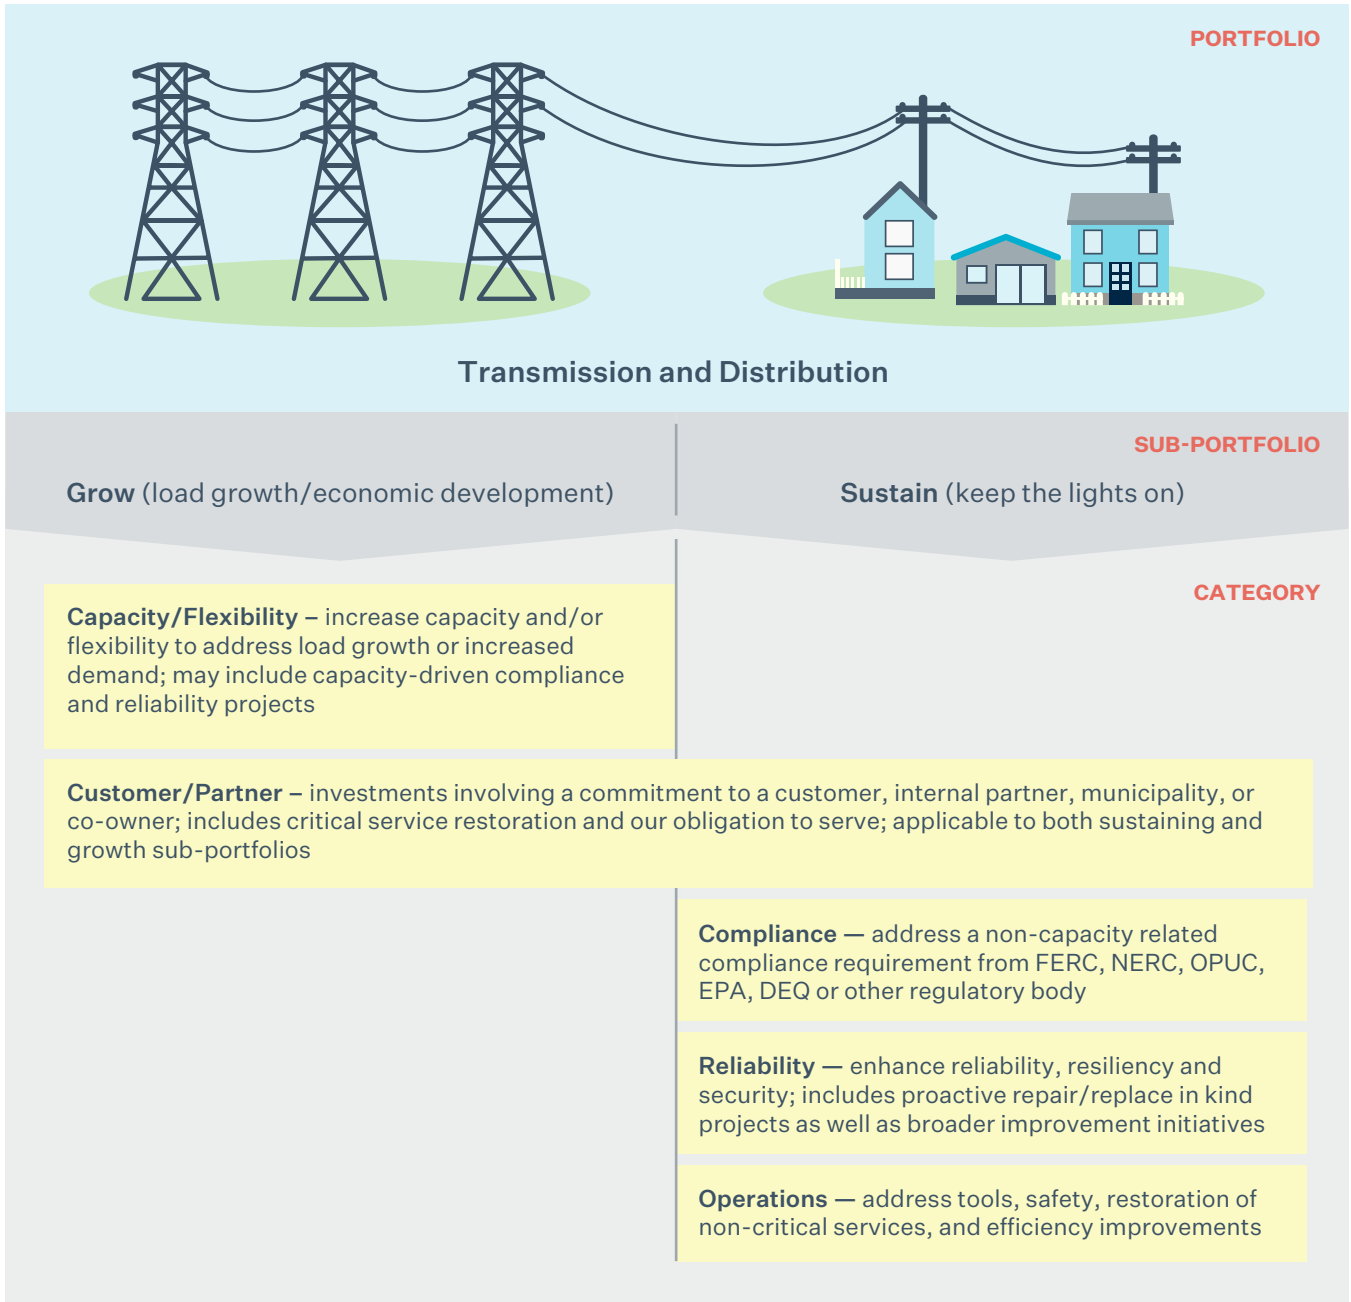 PORTFOLIO
Transmission and Distribution
SUB-PORTFOLIO
Grow (load growth/economic development)
Sustain (keep the lights on)
CATEGORY
Capacity/Flexibility – increase capacity and/or
flexibility to address load growth or increased
demand; may include capacity-driven compliance
and reliability projects
Customer/Partner – investments involving a commitment to a customer, internal partner, municipality, or
co-owner; includes critical service restoration and our obligation to serve; applicable to both sustaining and
growth sub-portfolios
Compliance — address a non-capacity related
compliance requirement from FERC, NERC, OPUC,
EPA, DEQ or other regulatory body
Reliability — enhance reliability, resiliency and
security; includes proactive repair/replace in kind
projects as well as broader improvement initiatives
Operations — address tools, safety, restoration of
non-critical services, and efficiency improvements